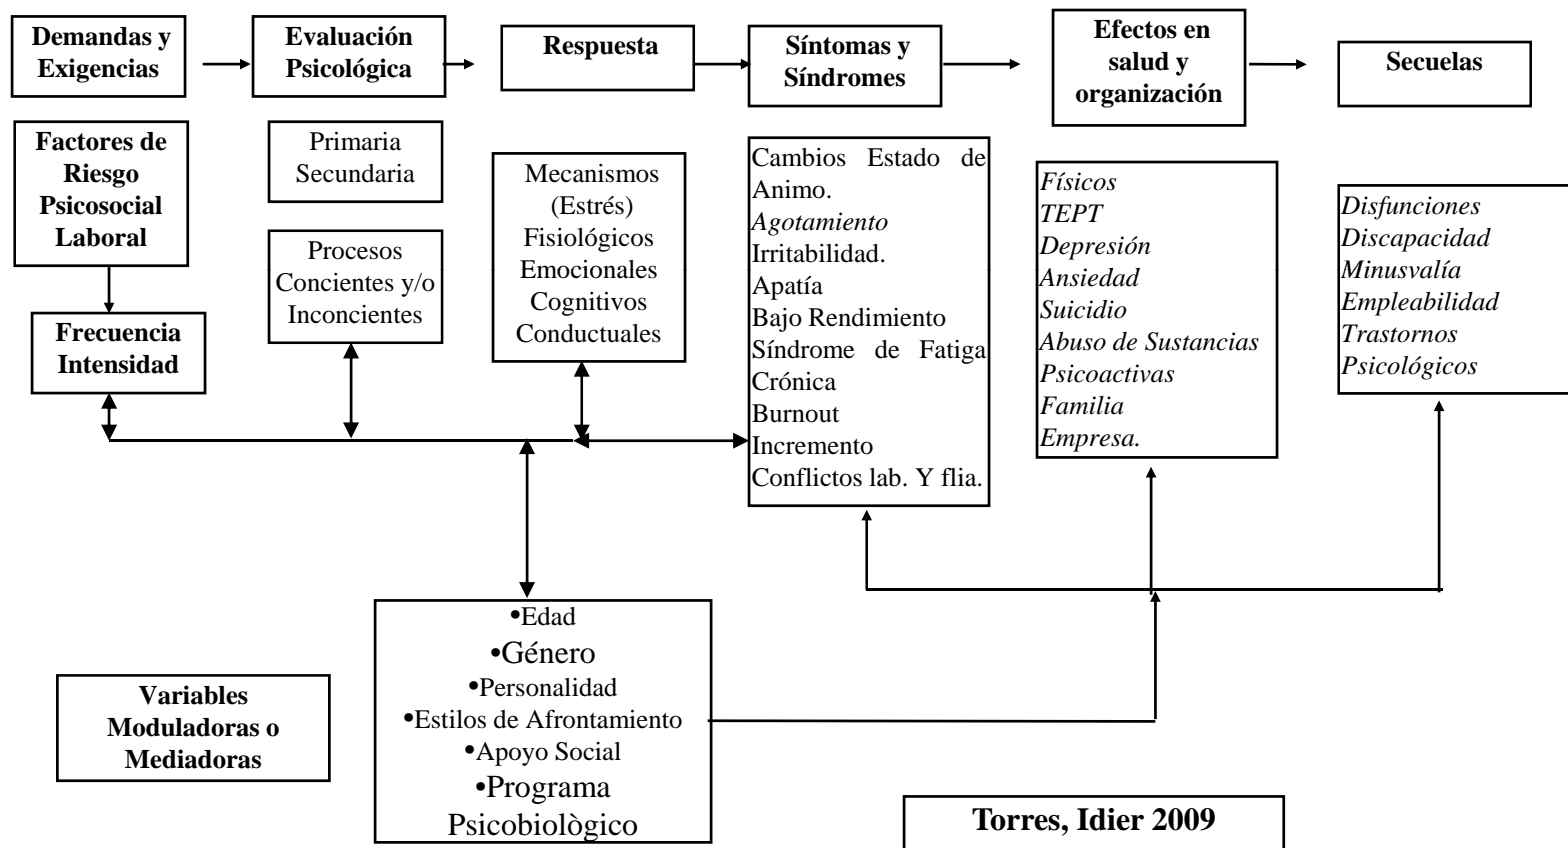 Demandas y
Exigencias
Evaluación
Psicológica
Respuesta
Síntomas y
Síndromes
Efectos en
salud y
organización
Secuelas
Factores de
Riesgo
Psicosocial
Laboral
Frecuencia
Intensidad
Primaria
Secundaria
Procesos
Concientes y/o
Inconcientes
Mecanismos
(Estrés)
Fisiológicos
Emocionales
Cognitivos
Conductuales
Cambios Estado de
Animo.
Agotamiento
Irritabilidad.
Apatía
Bajo Rendimiento
Síndrome de Fatiga
Crónica
Burnout
Incremento
Conflictos lab. Y flia.
Físicos
TEPT
Depresión
Ansiedad
Suicidio
Abuso de Sustancias
Psicoactivas
Familia
Empresa.
Disfunciones
Discapacidad
Minusvalía
Empleabilidad
Trastornos
Psicológicos
Variables
Moduladoras o
Mediadoras
•Edad
•Género
•Personalidad
•Estilos de Afrontamiento
•Apoyo Social
•Programa
Psicobiològico
Torres, Idier 2009